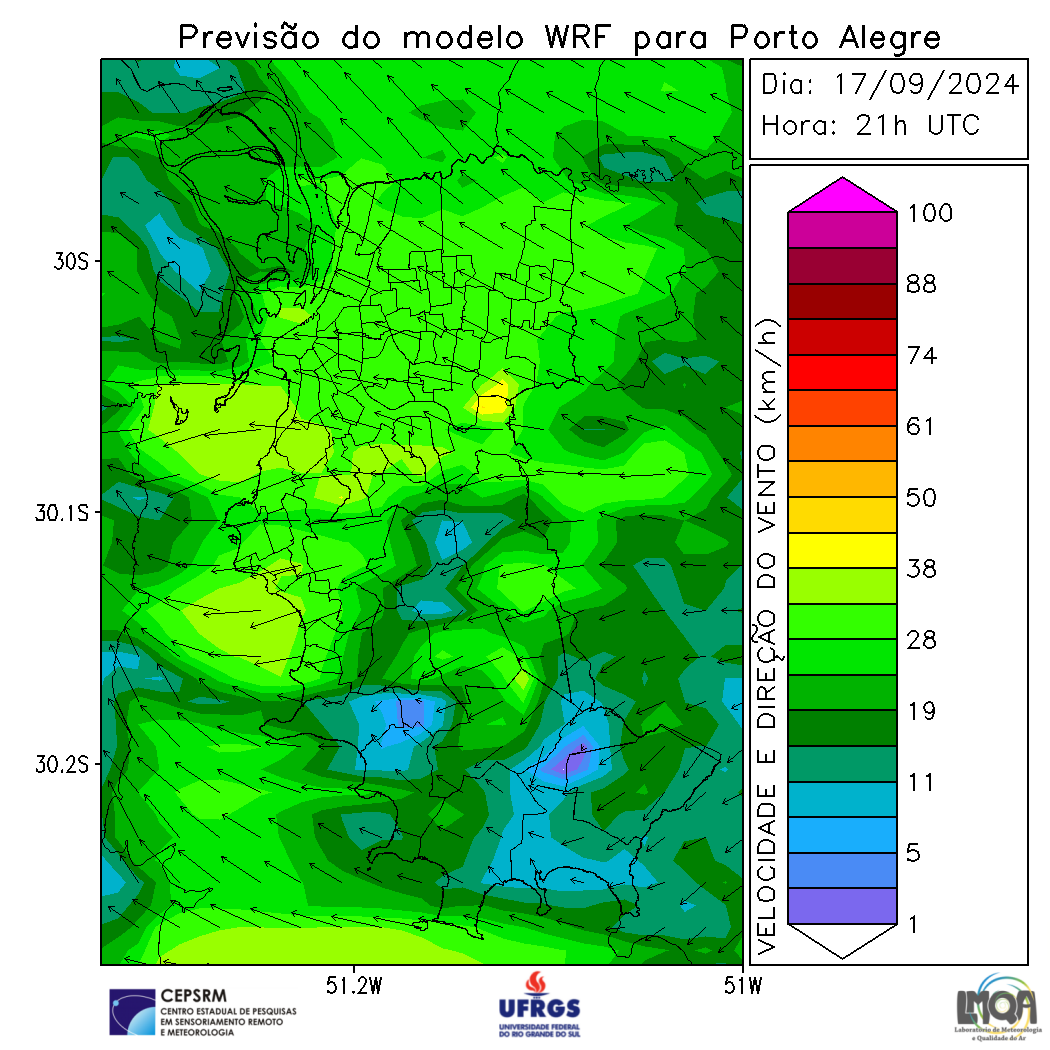 Previsão do modelo WRF para Porto Alegre
Dia: 17/09/2024
Hora: 21h UTC
30S
30.1S
30.2S
51.2W
51W
VELOCIDADE E DIREÇÃO DO VENTO (km/h)
100
88
74
61
50
38
28
19
11
5
1
CEPSRM
CENTRO ESTADUAL DE PESQUISAS
EM SENSORIAMENTO REMOTO
E METEOROLOGIA
UFRGS
UNIVERSIDADE FEDERAL
DO RIO GRANDE DO SUL
LMQA
Laboratório de Meteorologia
e Qualidade do Ar